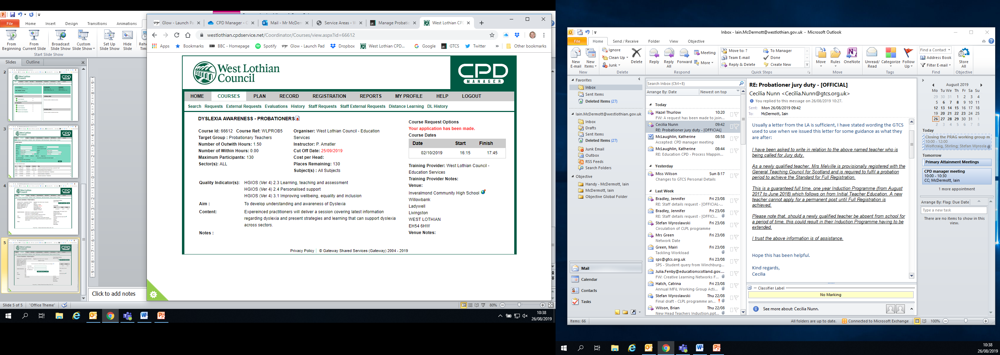 File
Home
Insert
Design
Transitions
Animations
From Beginning
From Current Slide
Broadcast Slide Show
Custom Slide Show
Set Up Slide Show
Hide Slide
Start Slide Show
Slides
Outline
2
3
4
5
Click to add notes
Slide 5 of 5
"Office Theme"
80%
Glow - Launch Pa
CPD Manager - C
Mail - Mr McDerm
Service Areas - W
Manage Probatic
West Lothian CPD
westlothian.cpdservice.net/Coordinator/Courses/view.aspx?id=66612
Apps
Bookmarks
BBC - Homepage
Spotify
Glow - Launch Pad
Dropbox
West Lothian CPD...
Google
GTCS
Twitter
»
Other bookmarks
West Lothian
Council
CPD
MANAGER
HOME COURSES PLAN RECORD REGISTRATION REPORTS MY PROFILE HELP LOGOUT
Search Requests External Requests Evaluations History Staff Requests Staff External Requests Distance Learning DL History
DYSLEXIA AWARENESS - PROBATIONERS
Course Id: 66612 Course Ref: WLPROB5
Target Group : Probationary Teachers
Number of Outwith Hours: 1.50
Number of Within Hours: 0.00
Maximum Participants: 130
Sector(s): ALL
Organiser: West Lothian Council - Education
Services
Instructor: P. Amatler
Cut Off Date: 25/09/2019
Cost per Head:
Places Remaining: 130
Subject(s) : All Subjects
Quality Indicator(s): HGIOS (Ver 4) 2.3 Learning, teaching and assessment
HGIOS (Ver 4) 2.4 Personalised support
HGIOS (Ver 4) 3.1 Improving wellbeing, equality and inclusion
Aim : To develop understanding and awareness of Dyslexia
Content: Expereinced practitioners will deliver a session covering latest information
regarding dyslexia and present strategies and learning that can support dyslexia
across sectors.
Notes :
Course Request Options
Your application has been made.
Course Dates
Date Start Finish
02/10/2019 16:15 17:45
Training Provider: West Lothian Council -
Education Services
Training Provider Notes:
Venue:
Inveralmond Community High School
Willowbank
Ladywell
Livingston
WEST LOTHIAN
EH54 6HW
Venue Notes:
Privacy Policy | © Gateway Shared Services (Gateway) 2004 - 2019
10:38
26/08/2019
Inbox - Iain.McDermott@westlothian.gov.uk - Microsoft Outlook
File
Home
Send / Receive
Folder
View
Objective
New E-mail
New Items
New
Ignore
Clean Up
Junk
Delete
Delete
Reply
Reply All
Forward
Meeting
More
Respond
Move to: ?
Team E-mail
Reply & Delete
To Manager
Done
Create New
Quick Steps
Move
Rules
OneNote
Move
Unread/ Read
Categorize
Follow Up
Tags
Find a Contact
Address Book
Filter E-mail
Find
Store All
Objective
Favorites
Inbox
Sent Items
Deleted Items (27)
Iain.McDermott@westlothian.gov.uk
Inbox
Drafts
Sent Items
Deleted Items (27)
Junk Email
Outbox
RSS Feeds
Search Folders
Objective
Handy - McDermott, Iain
McDermott, Iain
Objective Global Folder
Mail
Calendar
Contacts
Tasks
Search Inbox (Ctrl+E)
Arrange By: Date
Newest on top
Today
Hazel Thurlow 10:20
FW: A request has been made to join...
Cecilia Nunn 09:42
RE: Probationer jury duty - [OFFICIAL]
McLaughlin, Katherine 08:58
Accepted: CPD manager meeting
McLaughlin, Katherine 08:44
RE: Education CPD - Process Mappin...
Yesterday
Miss Wilson Sun 8:17
Changes to GTCS Personal Details
Last Week
Bradley, Jennifer Fri 23/08
RE: Staff details request - [OFFICIAL-...
Bradley, Jennifer Fri 23/08
RE: Staff details request - [OFFICI...
Stefan Wyroslawski Fri 23/08
Circulation of CLPL programme
Mrs Green Fri 23/08
Network Date
Green, Mairi Fri 23/08
Tackling Workload
sps@gtcs.org.uk Fri 23/08
SPS - Student query from Winchburg...
Julia.Fenby@educationscotland.gov....
FW: Creative Learning Networks F... Fri 23/08
Hatch, Catrina Fri 23/08
Annual MFiL Working Group Acti...
Stefan Wyroslawski Thu 22/08
Final draft - CLPL programme an...
Wilson, Brian Thu 22/08
New Head Teachers Induction.ppt...
RE: Probationer jury duty - [OFFICIAL]
Cecilia Nunn <Cecilia.Nunn@gtcs.org.uk>
You replied to this message on 26/08/2019 10:27.
Sent: Mon 26/08/2019 09:42
To: McDermott, Iain
Usually a letter from the LA is sufficient, I have stated wording the GTCS
used to use when we issued this letter for some guidance as what they
are after:
I have been asked to write in relation to the above named teacher who is
being called for Jury duty.
As a newly qualified teacher, Mrs Melville is provisionally registered with the
General Teaching Council for Scotland and is required to fulfil a probation
period to achieve the Standard for Full Registration.
This is a guaranteed full time, one year Induction Programme (from August
2017 to June 2018) which follows on from Initial Teacher Education. A new
teacher cannot apply for a permanent post until Full Registration is
achieved.
Please note that, should a newly qualified teacher be absent from school for
a period of time, this could result in their Induction Programme having to be
extended.
I trust the above information is of assistance.
Hope this has been helpful.
Kind regards,
Cecilia
Classifier Label
No Marking
See more about: Cecilia Nunn.
August 2019
Mo Tu We Th Fr Sa Su
29 30 31 1 2 3 4
5 6 7 8 9 10 11
12 13 14 15 16 17 18
19 20 21 22 23 24 25
26 27 28 29 30 31 1
2 3 4 5 6 7 8
Today
Closing the PRAG working group m
10:00 - 12:00
Wolfcraig, Stirling; Stefan Wyrosla
Tomorrow
Primary Attainment Meetings
CPD manager meeting
10:00 - 10:30
CC; McDermott, Iain
1 more appointment
Arrange By: Flag: Due Date
Type a new task
There are no items to show in this
view.
Items: 66
All folders are up to date.
Connected to Microsoft Exchange
100%
10:38
26/08/2019